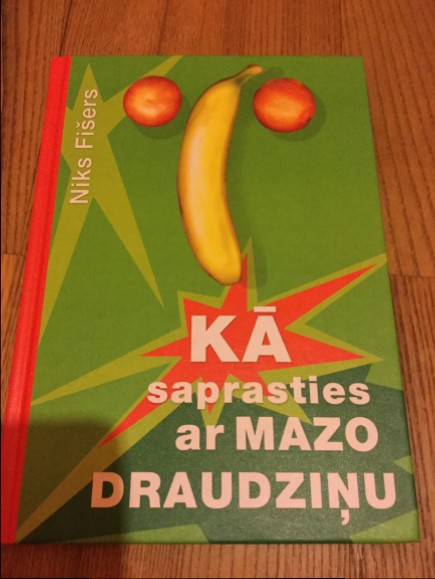 Niks Fišers
KĀ
saprasties
ar MAZO
DRAUDZIŅU